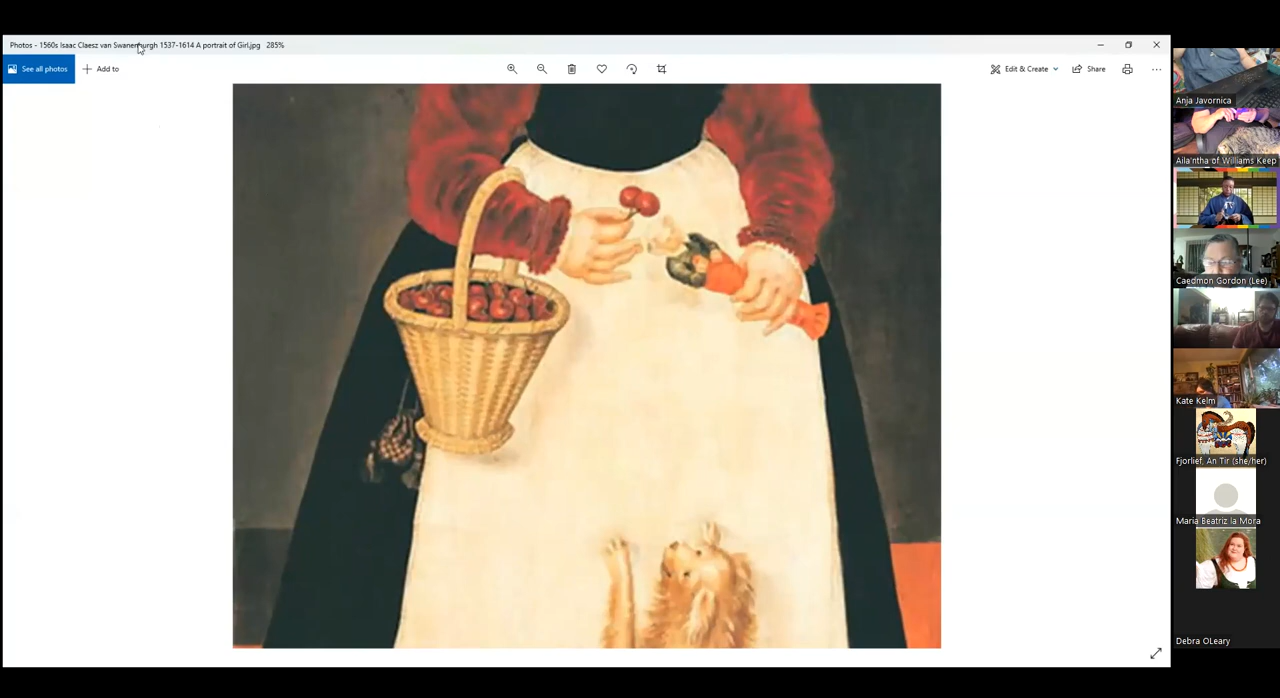 Photos - 1560s Isaac Claesz van Swanenburgh 1537-1614 A portrait of Girl.jpg 285%
See all photos
Add to
Edit & Create
Share
Anja Javornica
Aila'ntha of Williams Keep
Caedmon Gordon (Lee)
Kate Kelm
Fjorlief, An Tir (she/her)
Maria Beatriz la Mora
Debra OLeary